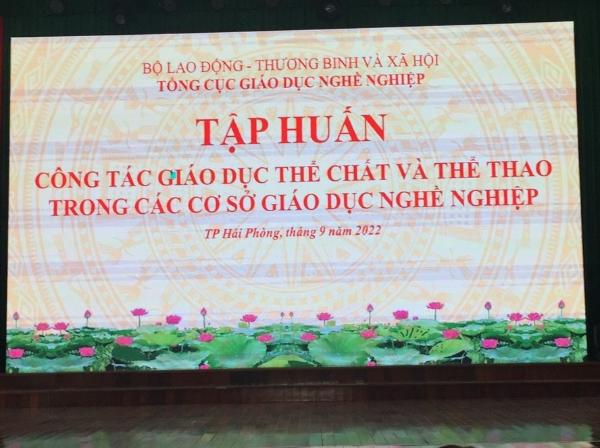 BỘ LAO ĐỘNG - THƯƠNG BINH VÀ XÃ HỘI
TỔNG CỤC GIÁO DỤC NGHỀ NGHIỆP
TẬP HUẤN
CÔNG TÁC GIÁO DỤC THỂ CHẤT VÀ THỂ THAO
TRONG CÁC CƠ SỞ GIÁO DỤC NGHỀ NGHIỆP
TP Hải Phòng, tháng 9 năm 2022